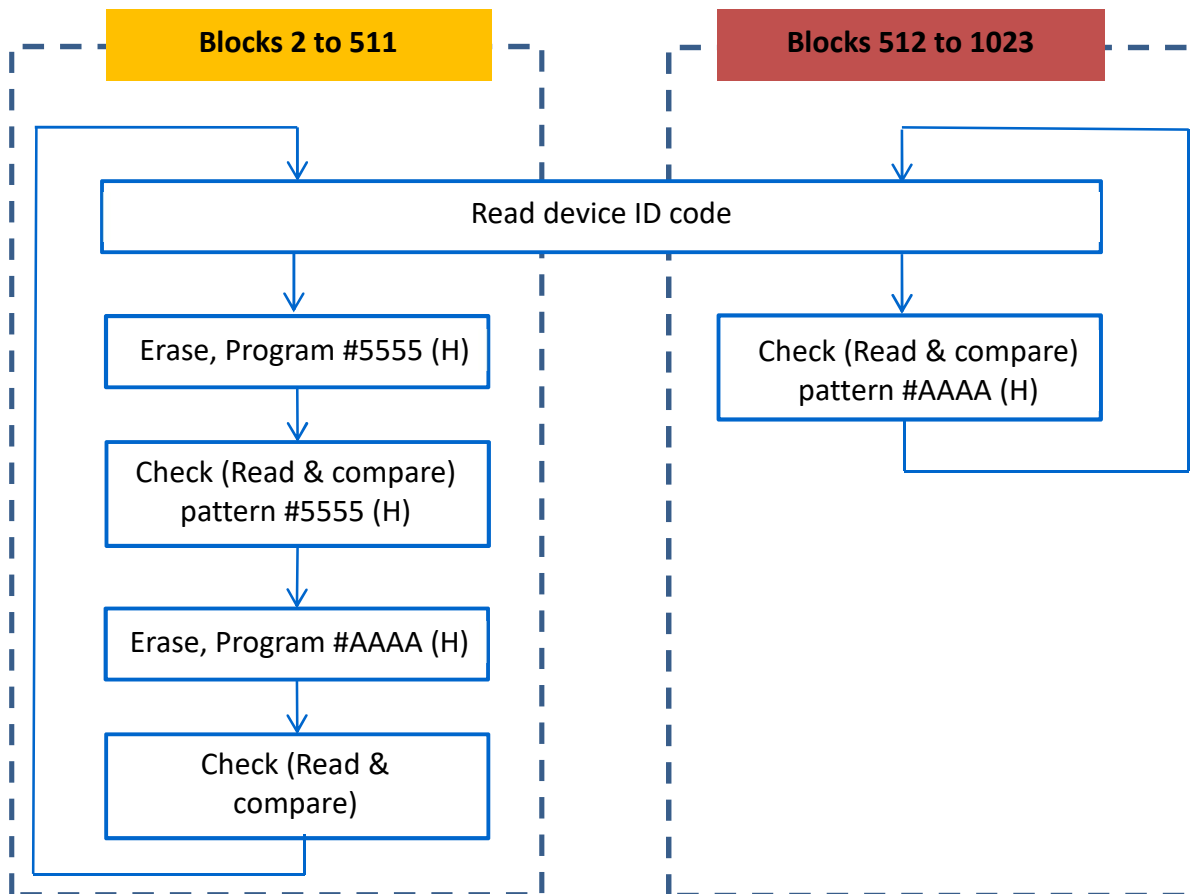 Blocks 2 to 511
Blocks 512 to 1023
Read device ID code
Erase, Program #5555 (H)
Check (Read & compare)
pattern #5555 (H)
Erase, Program #AAAA (H)
Check (Read &
compare)
Check (Read & compare)
pattern #AAAA (H)